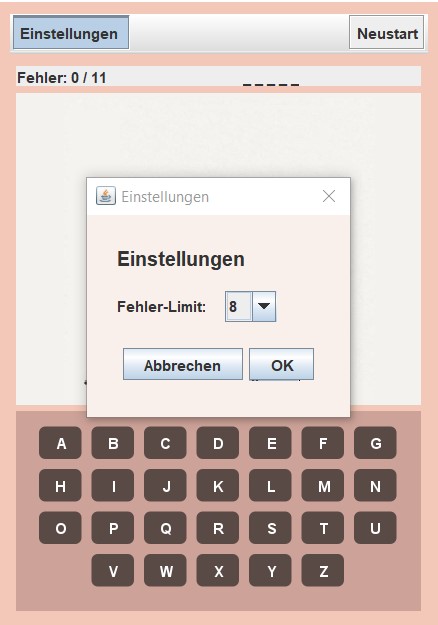 Einstellungen Neustart
Fehler: 0 / 11 _ _ _ _ _
Einstellungen
Einstellungen
Fehler-Limit: 8
Abbrechen OK
A B C D E F G
H I J K L M N
O P Q R S T U
V W X Y Z